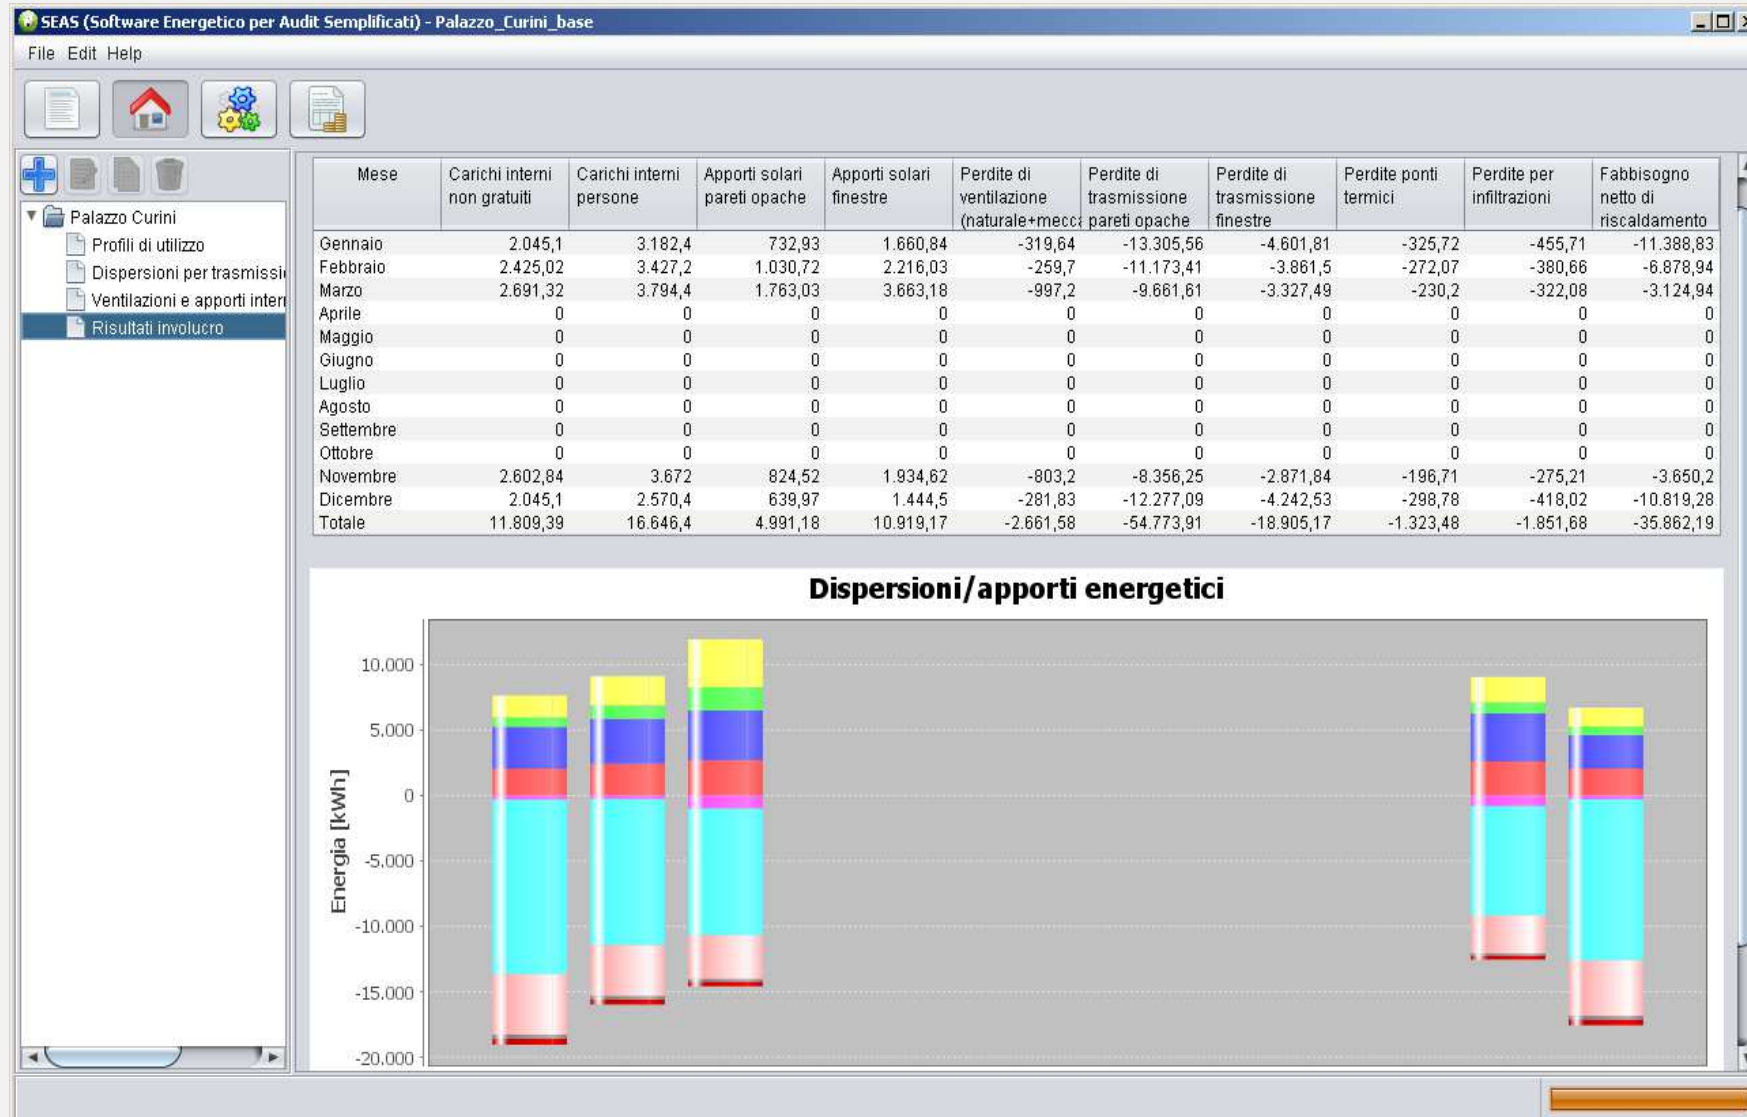 SEAS (Software Energetico per Audit Semplificati) - Palazzo_Curini_base
File Edit Help
Mese Carichi interni non gratuiti Carichi interni persone Apporti solari pareti opache Apporti solari finestre Perdite di ventilazione (naturale+mecca Perdite di trasmissione pareti opache Perdite di trasmissione finestre Perdite ponti termici Perdite per infiltrazioni Fabbisogno netto di riscaldamento
Gennaio 2.045,1 3.182,4 732,93 1.660,84 -319,64 -13.305,56 -4.601,81 -325,72 -455,71 -11.388,83
Febbraio 2.425,02 3.427,2 1.030,72 2.216,03 -259,7 -11.173,41 -3.861,5 -272,07 -380,66 -6.878,94
Marzo 2.691,32 3.794,4 1.763,03 3.663,18 -997,2 -9.661,61 -3.327,49 -230,2 -322,08 -3.124,94
Aprile 0 0 0 0 0 0 0 0 0 0
Maggio 0 0 0 0 0 0 0 0 0 0
Giugno 0 0 0 0 0 0 0 0 0 0
Luglio 0 0 0 0 0 0 0 0 0 0
Agosto 0 0 0 0 0 0 0 0 0 0
Settembre 0 0 0 0 0 0 0 0 0 0
Ottobre 0 0 0 0 0 0 0 0 0 0
Novembre 2.602,84 3.672 824,52 1.934,62 -803,2 -8.356,25 -2.871,84 -196,71 -275,21 -3.650,2
Dicembre 2.045,1 2.570,4 639,97 1.444,5 -281,83 -12.277,09 -4.242,53 -298,78 -418,02 -10.819,28
Totale 11.809,39 16.646,4 4.991,18 10.919,17 -2.661,58 -54.773,91 -18.905,17 -1.323,48 -1.851,68 -35.862,19
Palazzo Curini
Profili di utilizzo
Dispersioni per trasmissi
Ventilazioni e apporti inter
Risultati involucro
Dispersioni/apporti energetici
Energia [kWh]
10.000
5.000
0
-5.000
-10.000
-15.000
-20.000